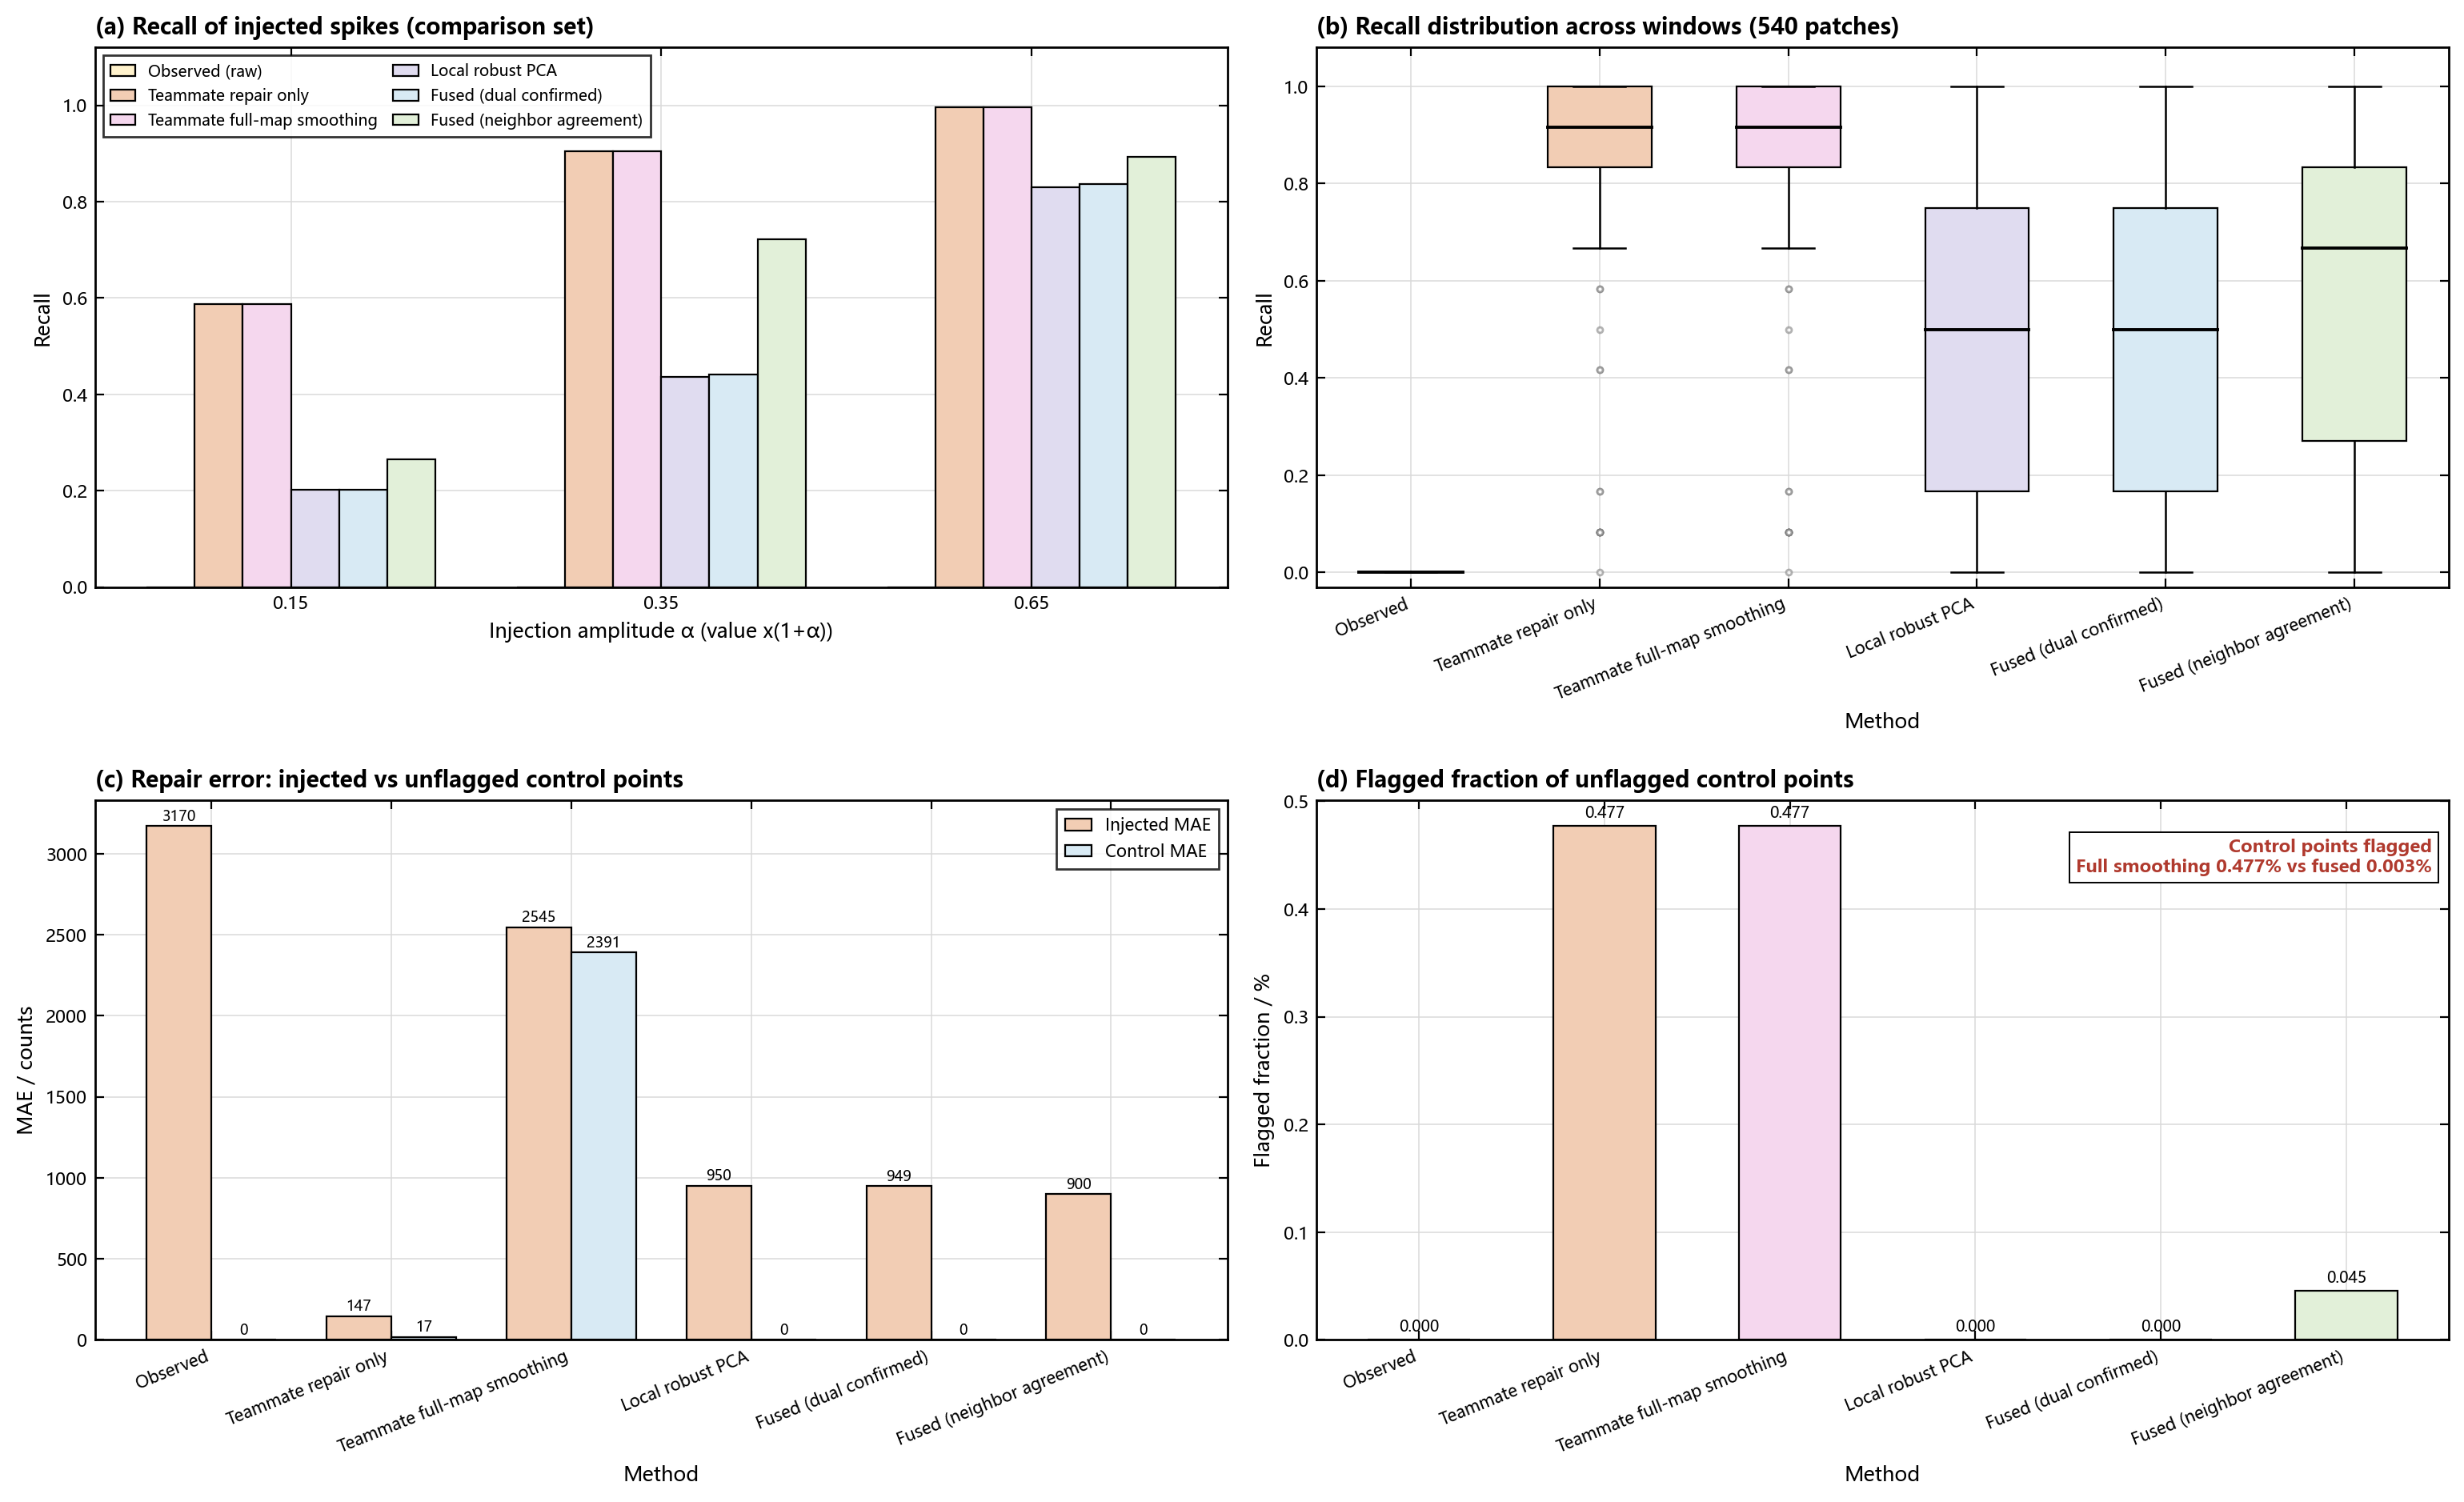 (a) Recall of injected spikes (comparison set)
Observed (raw)
Teammate repair only
Teammate full-map smoothing
Local robust PCA
Fused (dual confirmed)
Fused (neighbor agreement)
Recall
1.0
0.8
0.6
0.4
0.2
0.0
0.15
0.35
0.65
Injection amplitude α (value x(1+α))
(b) Recall distribution across windows (540 patches)
Recall
1.0
0.8
0.6
0.4
0.2
0.0
Observed
Teammate repair only
Teammate full-map smoothing
Local robust PCA
Fused (dual confirmed)
Fused (neighbor agreement)
Method
(c) Repair error: injected vs unflagged control points
Injected MAE
Control MAE
MAE / counts
3000
2500
2000
1500
1000
500
0
3170
0
147
17
2545
2391
950
0
949
0
900
0
Observed
Teammate repair only
Teammate full-map smoothing
Local robust PCA
Fused (dual confirmed)
Fused (neighbor agreement)
Method
(d) Flagged fraction of unflagged control points
Control points flagged
Full smoothing 0.477% vs fused 0.003%
Flagged fraction / %
0.5
0.4
0.3
0.2
0.1
0.0
0.000
0.477
0.477
0.000
0.000
0.045
Observed
Teammate repair only
Teammate full-map smoothing
Local robust PCA
Fused (dual confirmed)
Fused (neighbor agreement)
Method